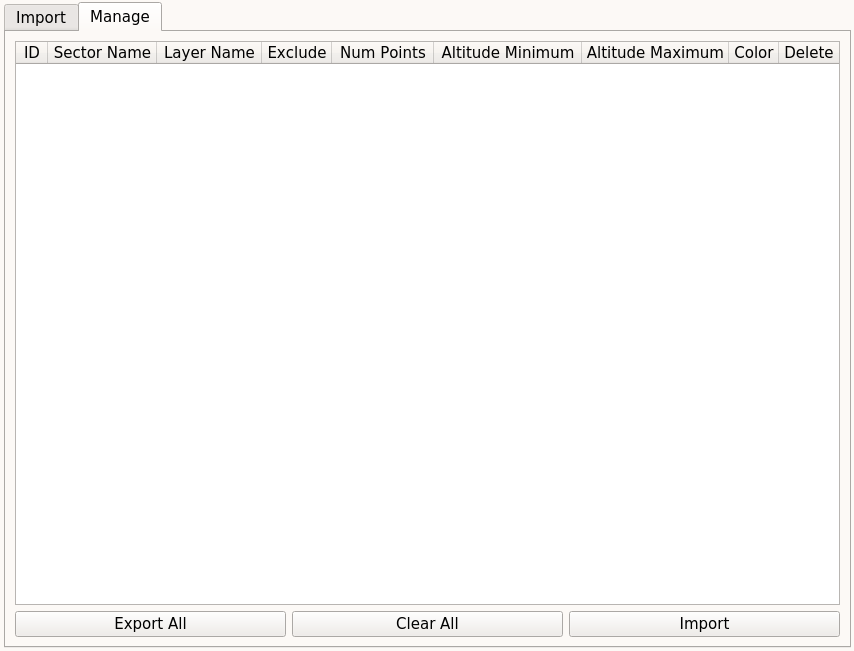 Import Manage
ID Sector Name Layer Name Exclude Num Points Altitude Minimum Altitude Maximum Color Delete
Export All Clear All Import